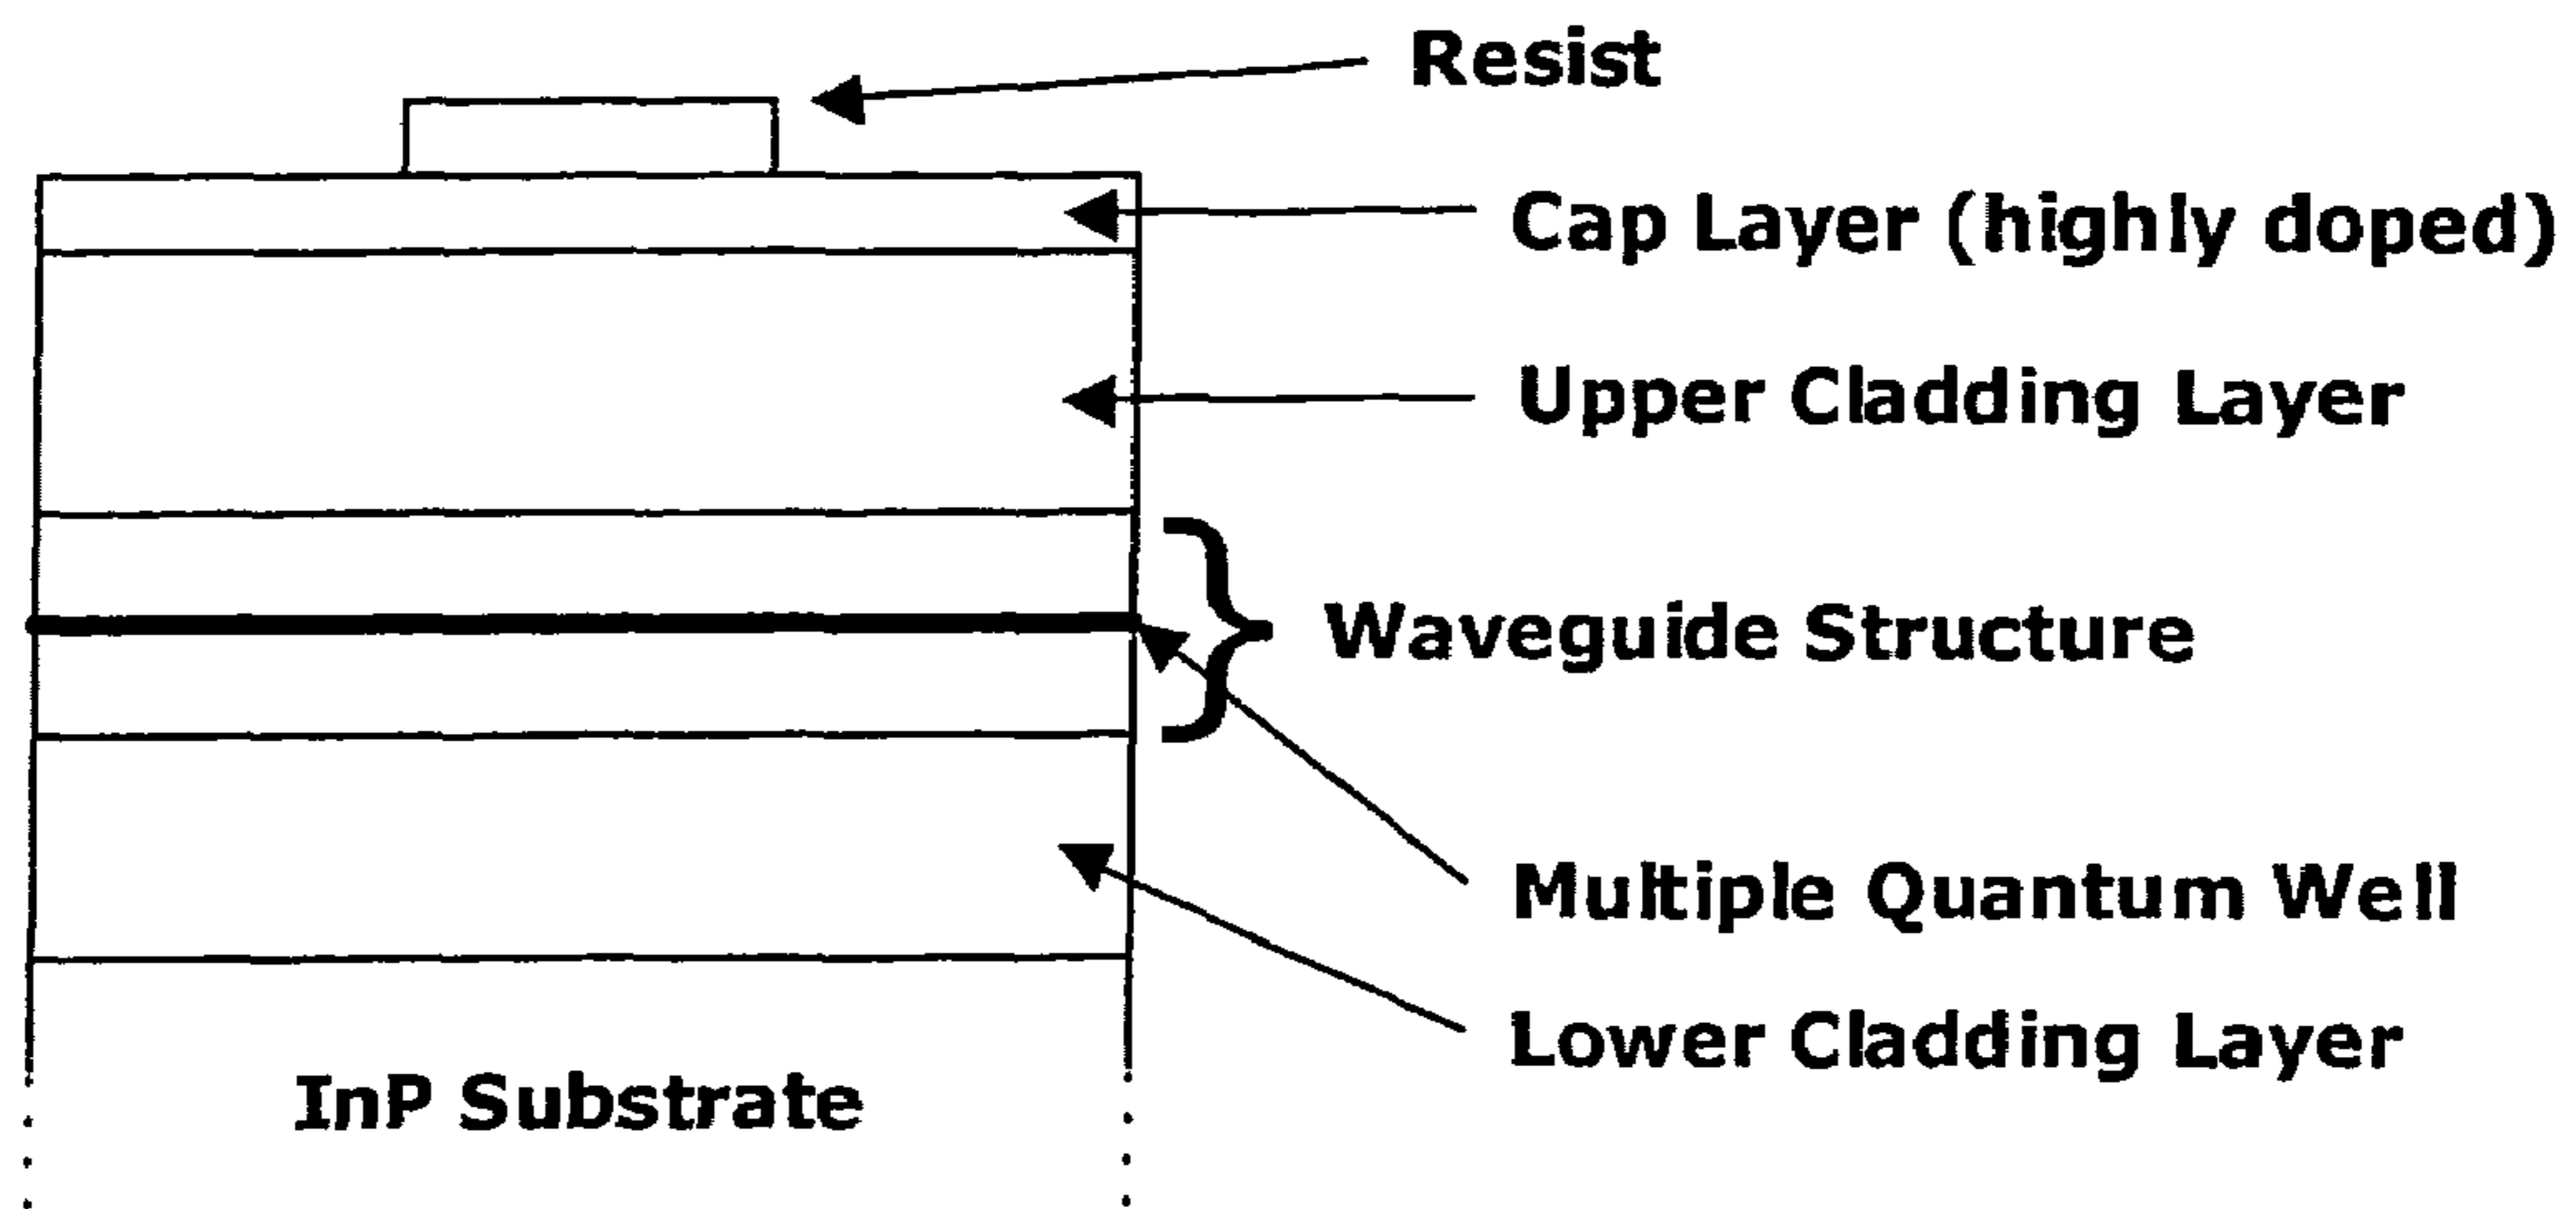 Resist
Cap Layer (highly doped)
Upper Cladding Layer
Waveguide Structure
Multiple Quantum Well
Lower Cladding Layer
InP Substrate